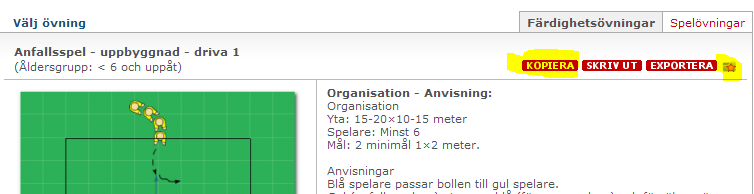 Välj övning
Färdighetsövningar Spelövningar
Anfallsspel - uppbyggnad - driva 1
(Åldersgrupp: < 6 och uppåt)
KOPIERA SKRIV UT EXPORTERA
Organisation - Anvisning:
Organisation
Yta: 15-20×10-15 meter
Spelare: Minst 6
Mål: 2 minimål 1×2 meter.
Anvisningar
Blå spelare passar bollen till gul spelare.